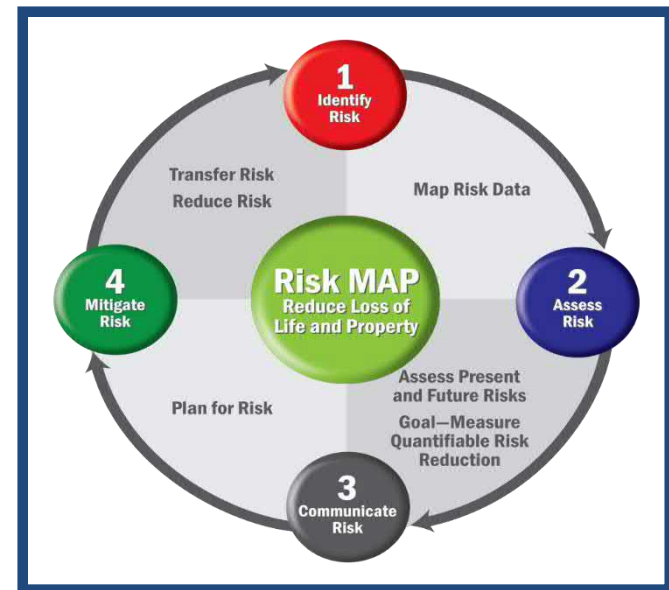 1
Identify
Risk
Transfer Risk
Reduce Risk
Map Risk Data
4
Mitigate
Risk
Risk MAP
Reduce Loss of
Life and Property
2
Assess
Risk
Plan for Risk
Assess Present
and Future Risks
Goal—Measure
Quantifiable Risk
Reduction
3
Communicate
Risk